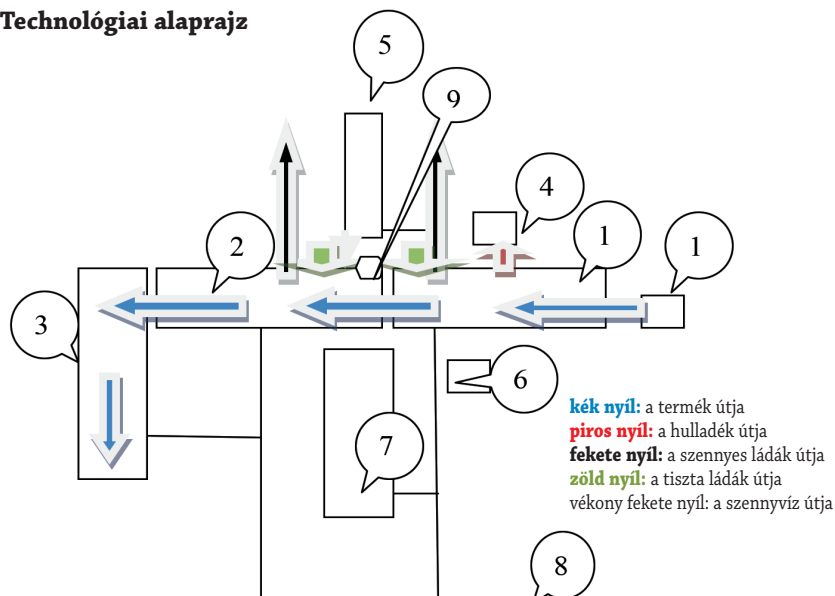 Technológiai alaprajz
5
9
4
2
1
1
3
6
7
8
kék nyíl: a termék útja
piros nyíl: a hulladék útja
fekete nyíl: a szennyes ládák útja
zöld nyíl: a tiszta ládák útja
vékony fekete nyíl: a szennyvíz útja